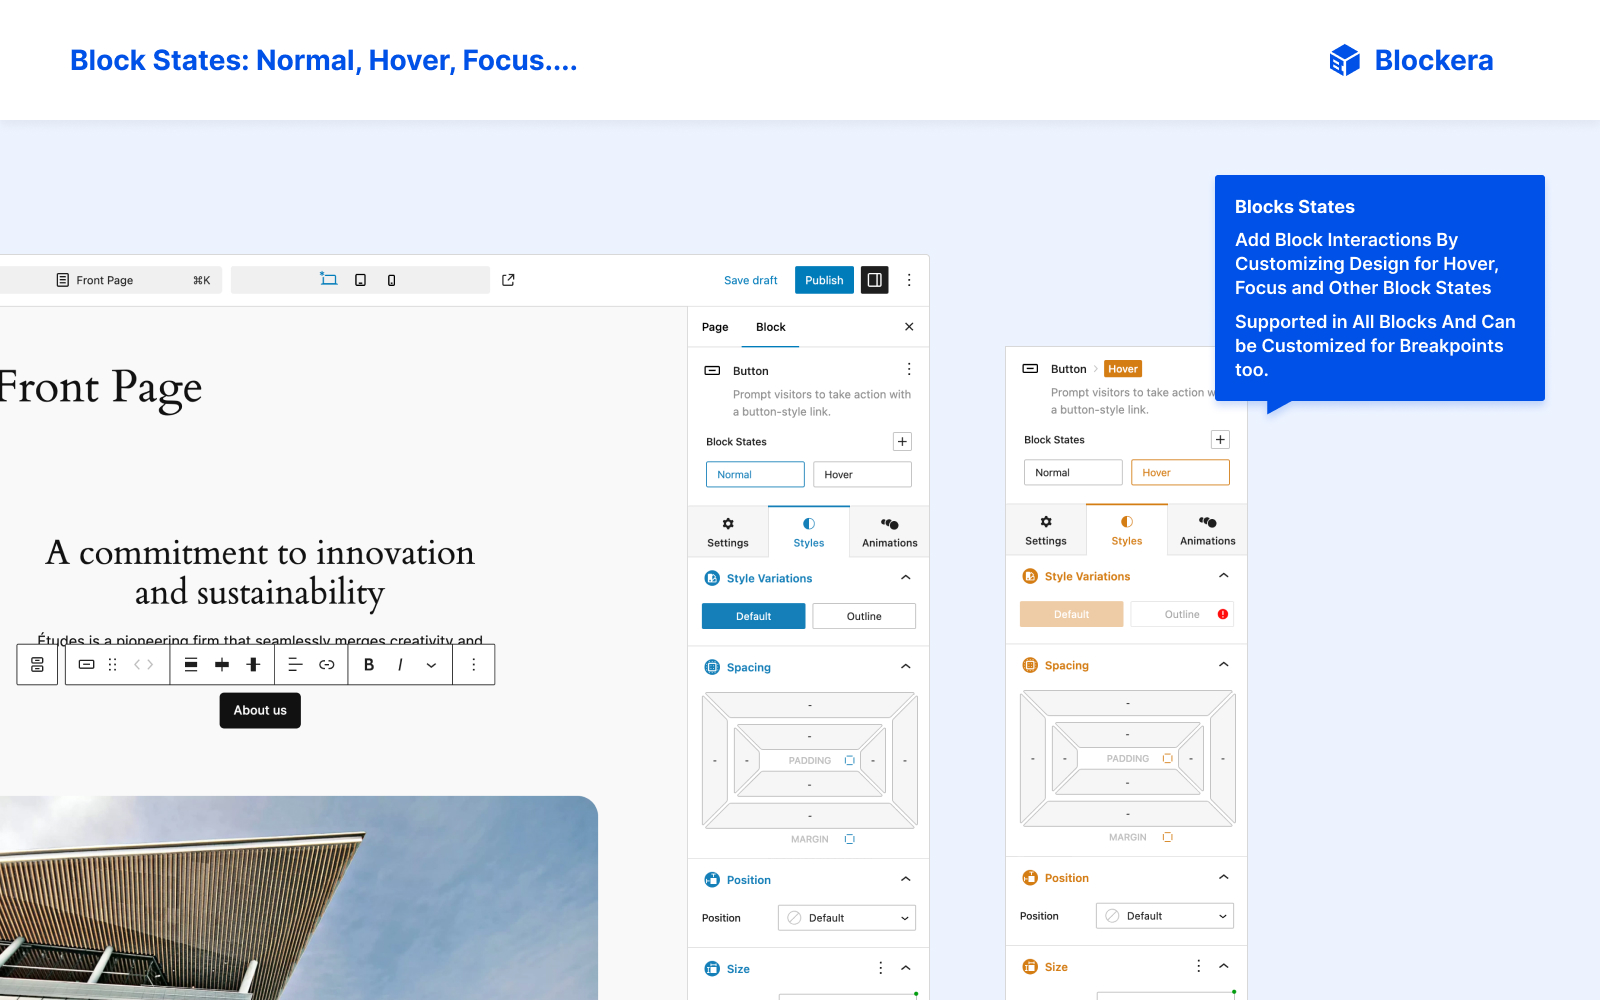 Block States: Normal, Hover, Focus....
Blockera
Blocks States
Add Block Interactions By
Customizing Design for Hover,
Focus and Other Block States
Supported in All Blocks And Can
be Customized for Breakpoints
too.
Front Page
⌘K
Save draft
Publish
Front Page
A commitment to innovation
and sustainability
Études is a pioneering firm that seamlessly merges creativity and
B
I
About us
Page
Block
Button
Prompt visitors to take action with
a button-style link.
Block States
Normal
Hover
Settings
Styles
Animations
Style Variations
Default
Outline
Spacing
-
-
-
-
PADDING
-
-
-
-
MARGIN
Position
Position
Default
Size
Button
Hover
Prompt visitors to take action w
a button-style link.
Block States
Normal
Hover
Settings
Styles
Animations
Style Variations
Default
Outline
Spacing
-
-
-
-
PADDING
-
-
-
-
MARGIN
Position
Position
Default
Size